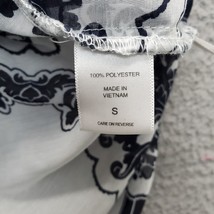 100% POLYESTER
MADE IN
VIETNAM
S
CARE ON REVERSE